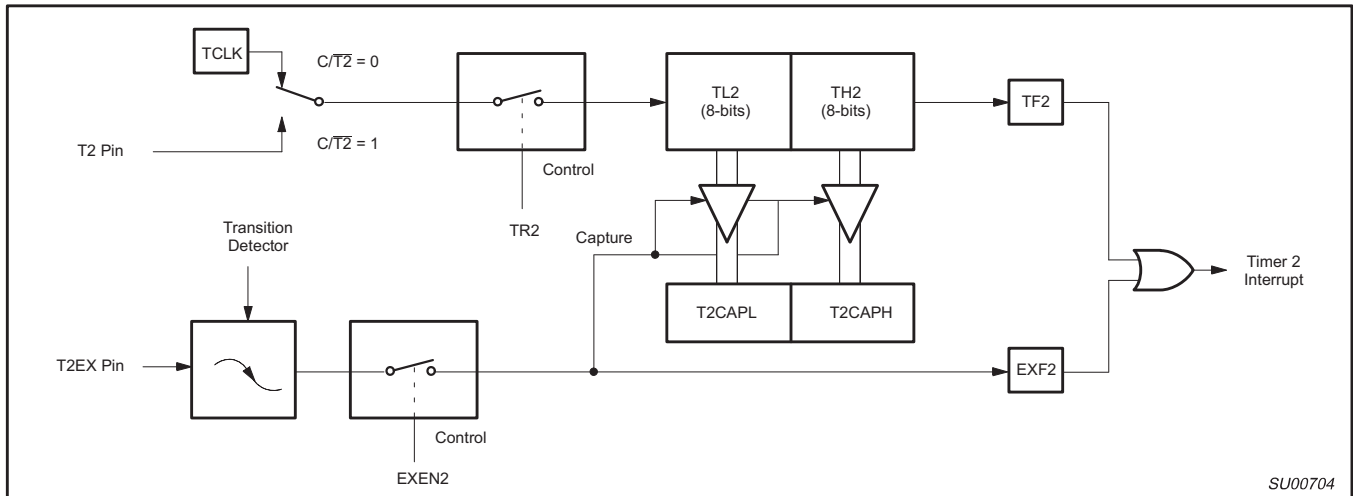 TCLK
C/T2 = 0
TL2
(8-bits)
TH2
(8-bits)
TF2
T2 Pin
C/T2 = 1
Control
TR2
Transition
Detector
Capture
Timer 2
Interrupt
T2CAPL
T2CAPH
T2EX Pin
EXF2
Control
EXEN2
SU00704